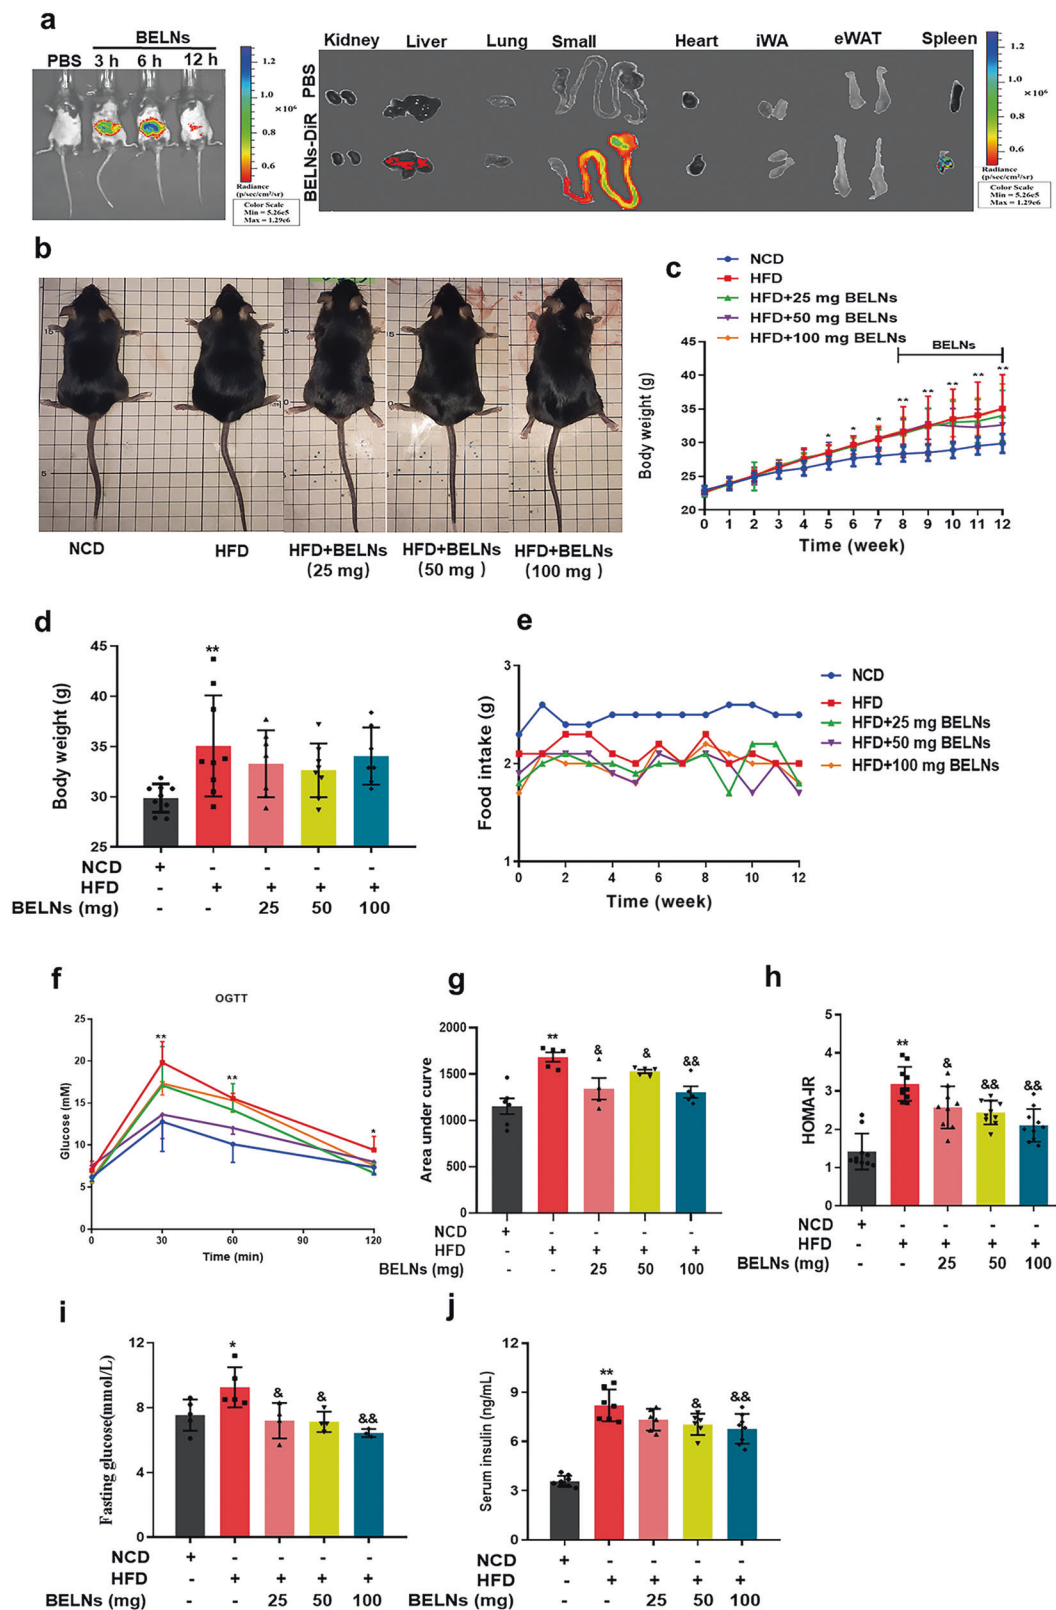 a
BELNs
PBS 3 h 6 h 12 h
1.2
1.0
×10⁶
0.8
0.6
Radiance
(p/sec/cm²/sr)
Color Scale
Min = 5.26e5
Max = 1.29e6
Kidney Liver Lung Small Heart iWA eWAT Spleen
PBS
BELNs-DiR
1.2
1.0
×10⁶
0.8
0.6
Radiance
(p/sec/cm²/sr)
Color Scale
Min = 5.26e5
Max = 1.29e6
b
NCD
HFD
HFD+BELNs
(25 mg)
HFD+BELNs
(50 mg)
HFD+BELNs
(100 mg)
c
NCD
HFD
HFD+25 mg BELNs
HFD+50 mg BELNs
HFD+100 mg BELNs
BELNs
Body weight (g)
45
40
35
30
25
20
* * * ** ** ** ** **
0 1 2 3 4 5 6 7 8 9 10 11 12
Time (week)
d
Body weight (g)
45
40
35
30
25
**
NCD + - - - -
HFD - + + + +
BELNs (mg) - - 25 50 100
e
Food intake (g)
3
2
1
0 2 4 6 8 10 12
Time (week)
NCD
HFD
HFD+25 mg BELNs
HFD+50 mg BELNs
HFD+100 mg BELNs
f
OGTT
Glucose (mM)
25
20
15
10
5
0
** ** *
0 30 60 120
Time (min)
g
Area under curve
2000
1500
1000
500
0
** & & &&
NCD + - - - -
HFD - + + + +
BELNs (mg) - - 25 50 100
h
HOMA-IR
5
4
3
2
1
0
** & && &&
NCD + - - - -
HFD - + + + +
BELNs (mg) - - 25 50 100
i
Fasting glucose(mmol/L)
12
8
4
0
* & & &&
NCD + - - - -
HFD - + + + +
BELNs (mg) - - 25 50 100
j
Serum insulin (ng/mL)
12
9
6
3
0
** & &&
NCD + - - - -
HFD - + + + +
BELNs (mg) - - 25 50 100